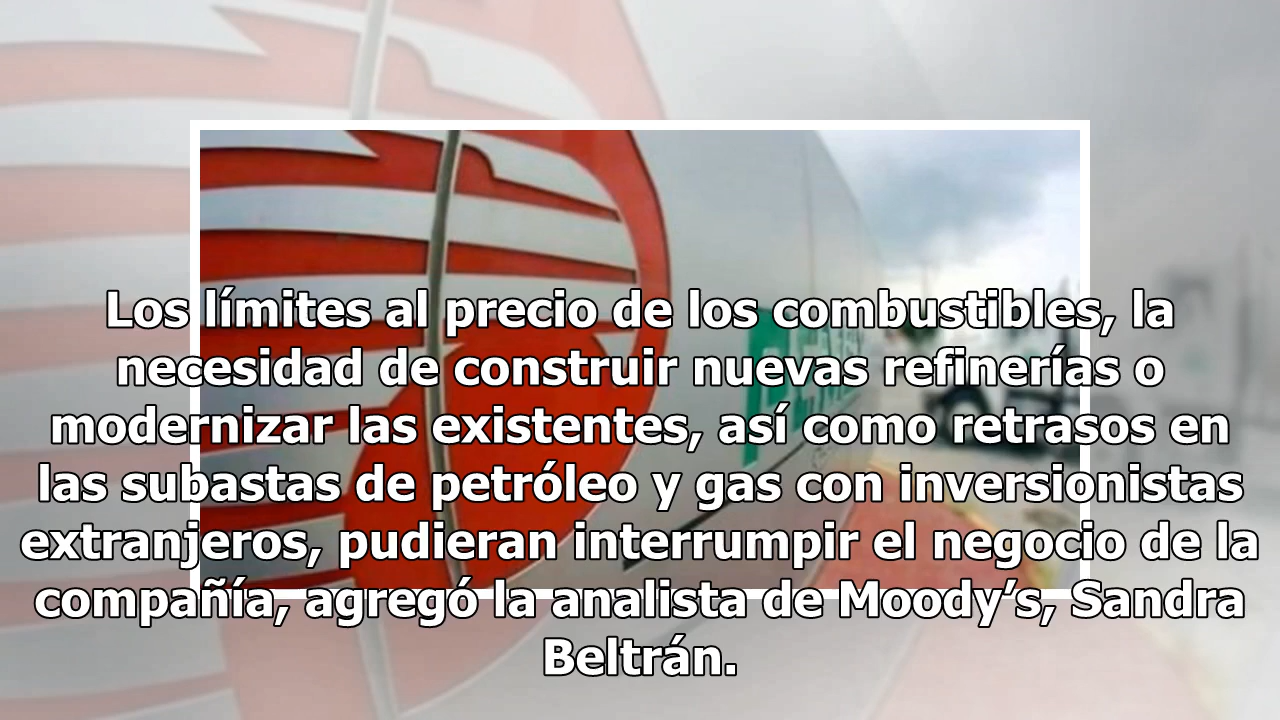 Los límites al precio de los combustibles, la
necesidad de construir nuevas refinerías o
modernizar las existentes, así como retrasos en
las subastas de petróleo y gas con inversionistas
extranjeros, pudieran interrumpir el negocio de la
compañía, agregó la analista de Moody’s, Sandra
Beltrán.